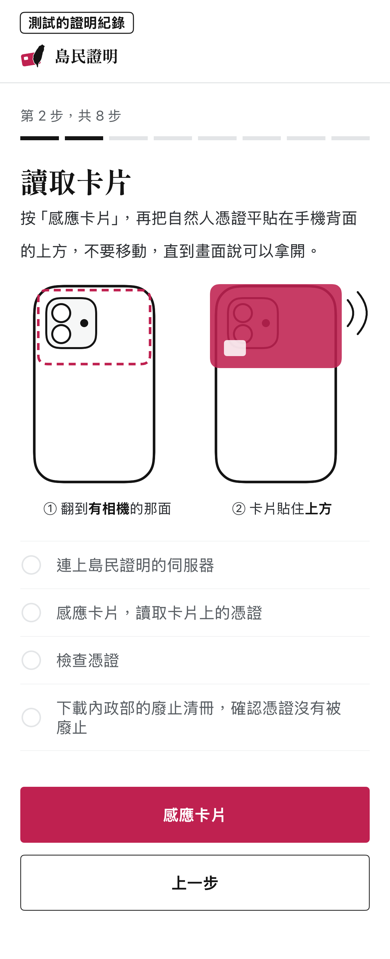 測試的證明紀錄
島民證明
第 2 步，共 8 步
讀取卡片
按「感應卡片」，再把自然人憑證平貼在手機背面
的上方，不要移動，直到畫面說可以拿開。
① 翻到有相機的那面
② 卡片貼住上方
連上島民證明的伺服器
感應卡片，讀取卡片上的憑證
檢查憑證
下載內政部的廢止清冊，確認憑證沒有被
廢止
感應卡片
上一步